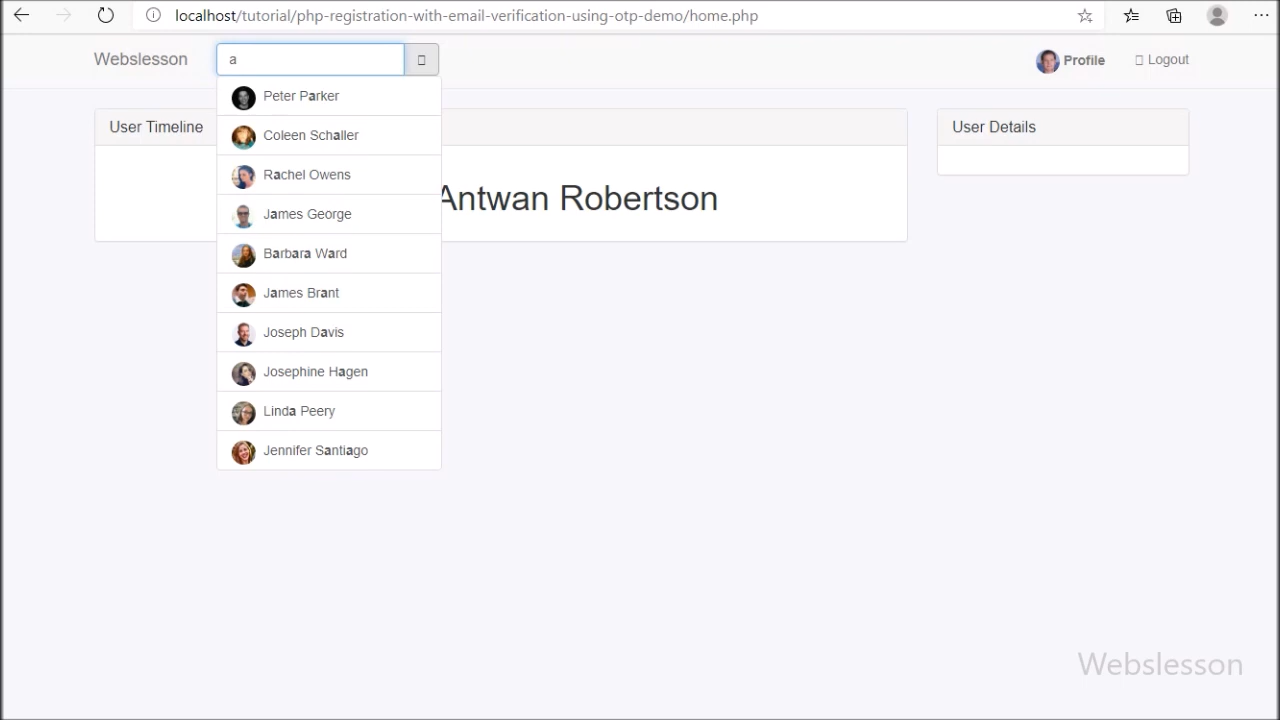 localhost/tutorial/php-registration-with-email-verification-using-otp-demo/home.php
Webslesson
a
Profile
Logout
Peter Parker
Coleen Schaller
Rachel Owens
James George
Barbara Ward
James Brant
Joseph Davis
Josephine Hagen
Linda Peery
Jennifer Santiago
User Timeline
Antwan Robertson
User Details
Webslesson